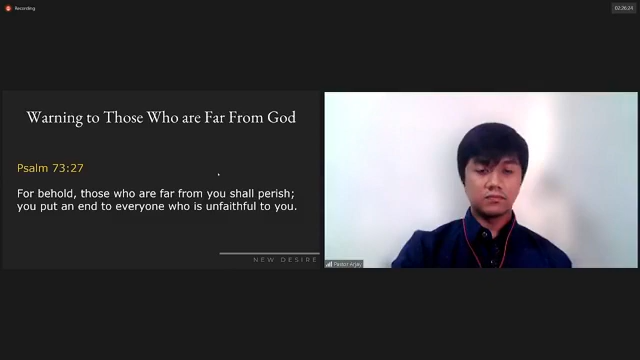 Recording
02:26:24
Warning to Those Who are Far From God
Psalm 73:27
For behold, those who are far from you shall perish;
you put an end to everyone who is unfaithful to you.
NEW DESIRE
Pastor Arjay